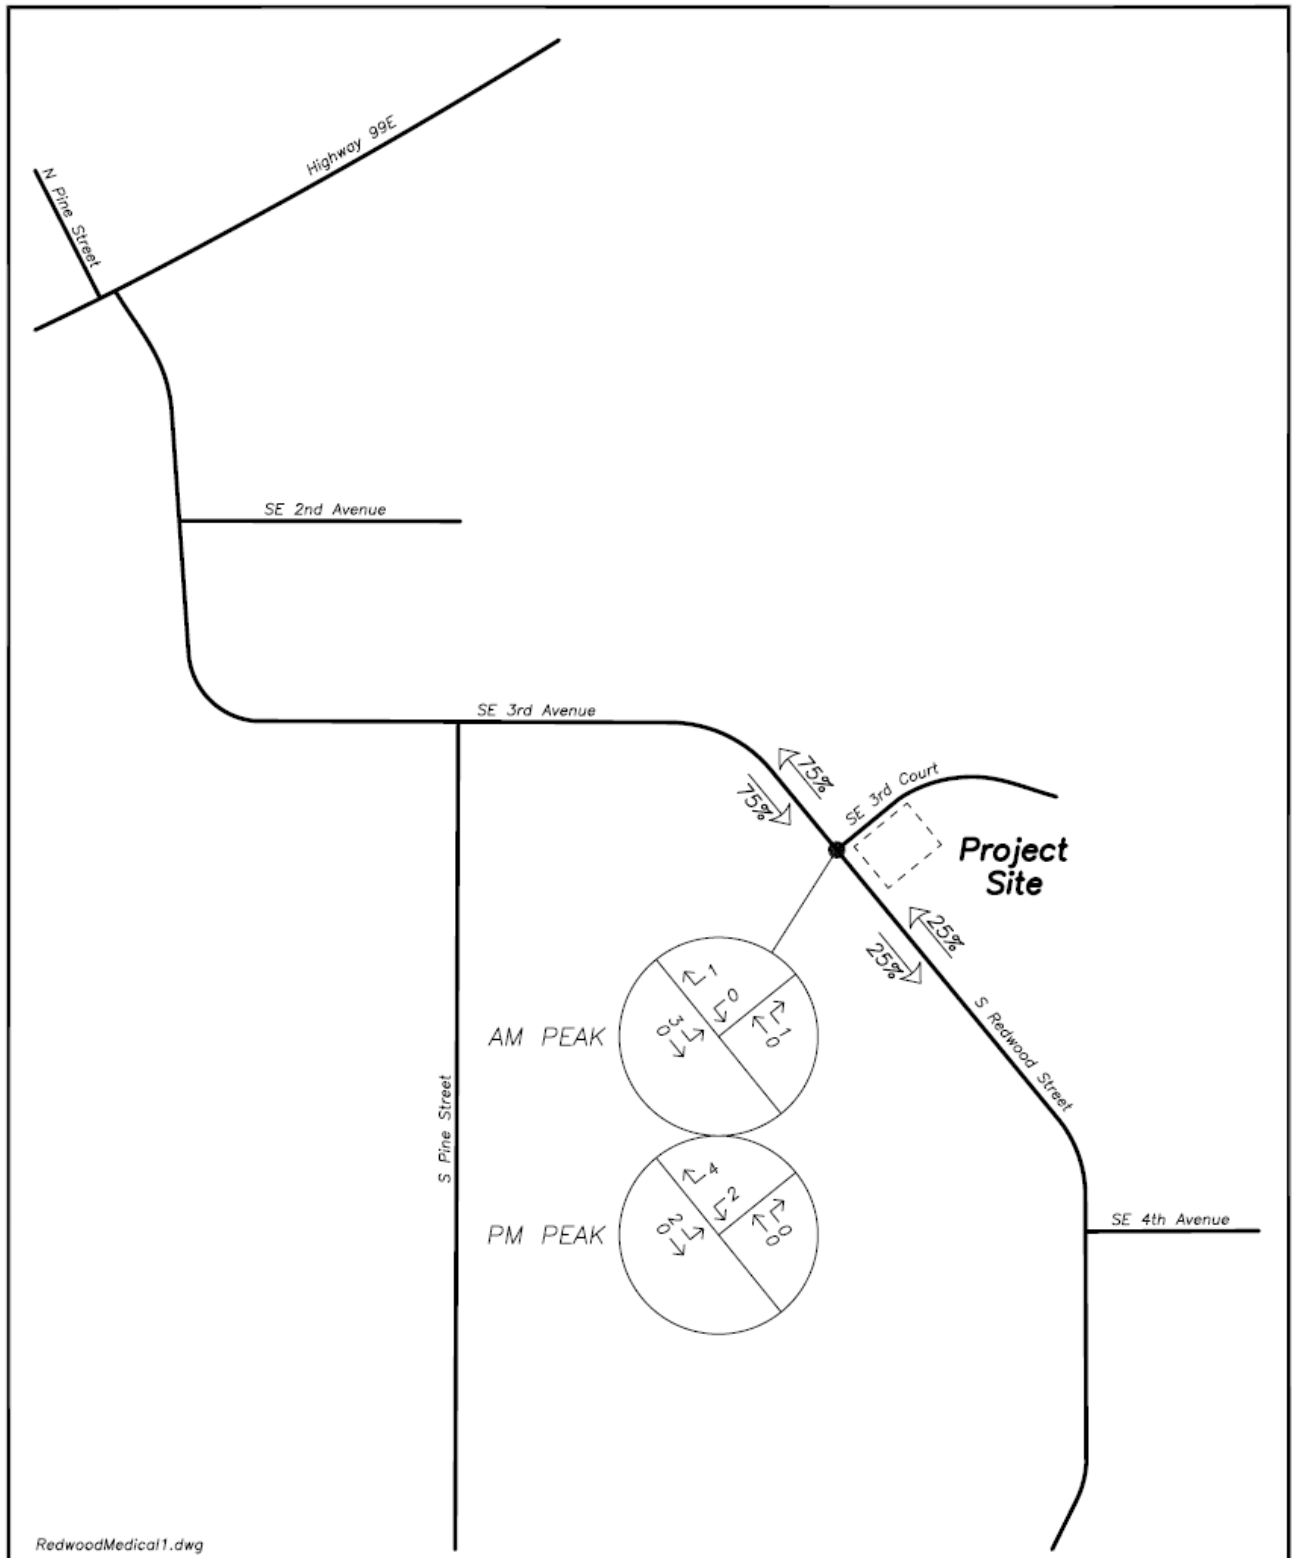 Highway 99E
N Pine Street
SE 2nd Avenue
SE 3rd Avenue
75%
75%
SE 3rd Court
Project
Site
25%
25%
1
0
3
0
1
0
AM PEAK
S Redwood Street
S Pine Street
4
2
2
0
0
0
PM PEAK
SE 4th Avenue
RedwoodMedical1.dwg